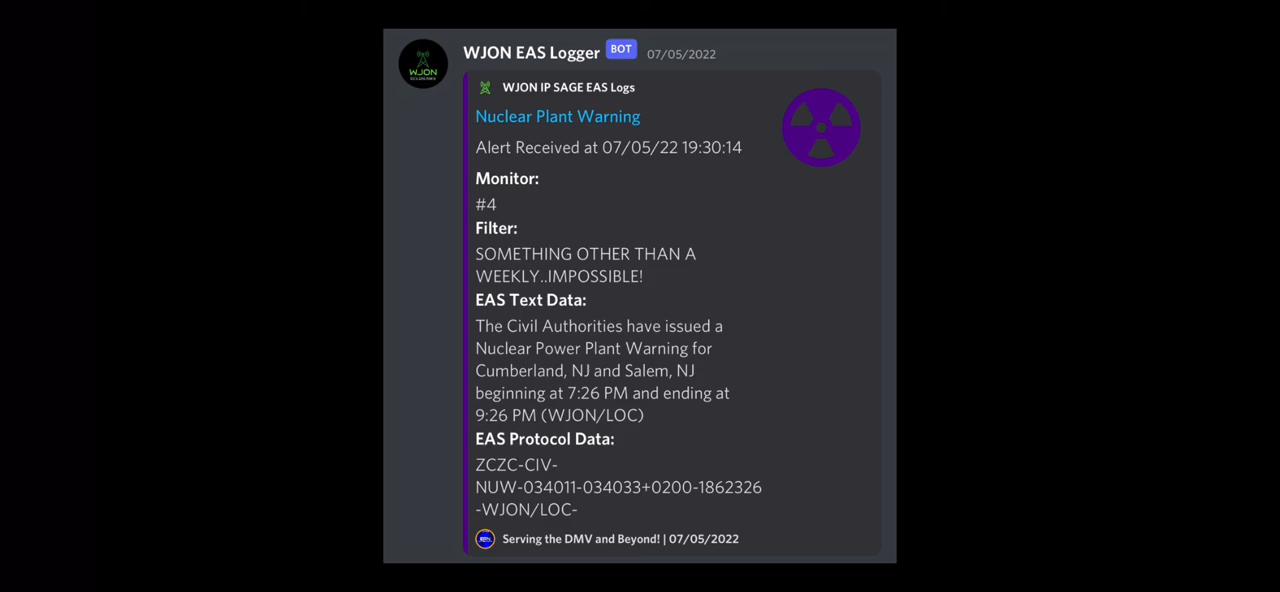 WJON EAS Logger BOT 07/05/2022
WJON
WJON IP SAGE EAS Logs
Nuclear Plant Warning
Alert Received at 07/05/22 19:30:14
Monitor:
#4
Filter:
SOMETHING OTHER THAN A
WEEKLY..IMPOSSIBLE!
EAS Text Data:
The Civil Authorities have issued a
Nuclear Power Plant Warning for
Cumberland, NJ and Salem, NJ
beginning at 7:26 PM and ending at
9:26 PM (WJON/LOC)
EAS Protocol Data:
ZCZC-CIV-
NUW-034011-034033+0200-1862326
-WJON/LOC-
Serving the DMV and Beyond! | 07/05/2022